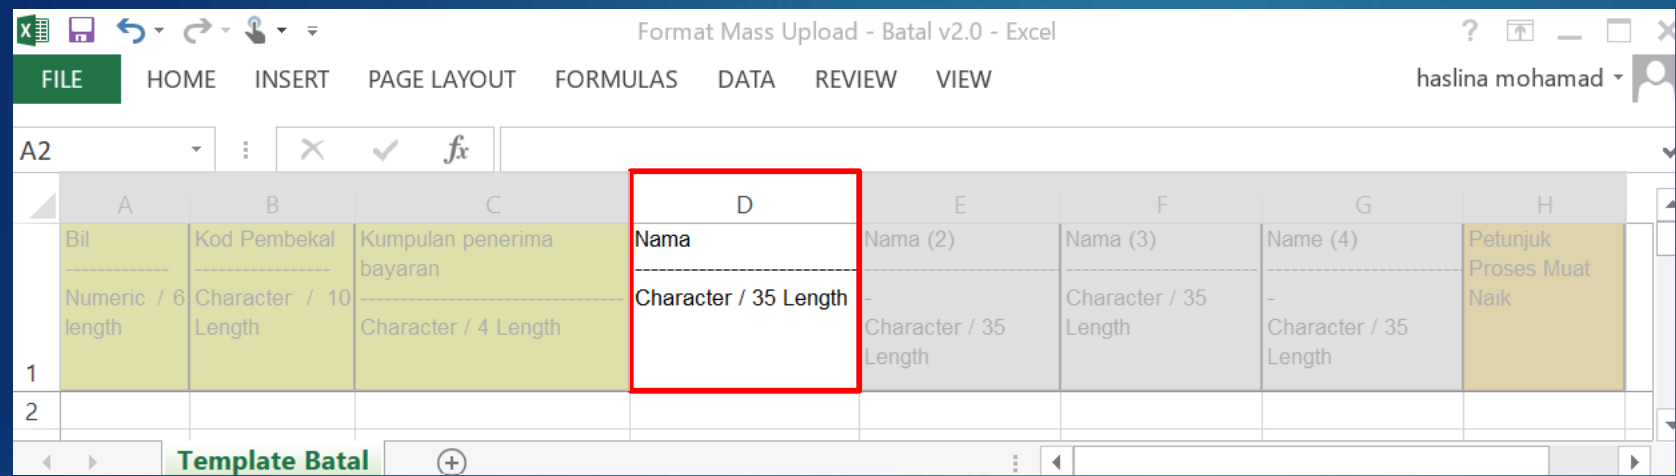 Format Mass Upload - Batal v2.0 - Excel
?
FILE HOME INSERT PAGE LAYOUT FORMULAS DATA REVIEW VIEW haslina mohamad
A2 fx
A B C D E F G H
Bil
-------------
Numeric / 6
length
Kod Pembekal
-----------------
Character / 10
Length
Kumpulan penerima
bayaran
---------------------------------
Character / 4 Length
Nama
----------------------------
Character / 35 Length
Nama (2)
-------------------------
-
Character / 35
Length
Nama (3)
------------------------
Character / 35
Length
Name (4)
-------------------------
-
Character / 35
Length
Petunjuk
Proses Muat
Naik
1
2
Template Batal